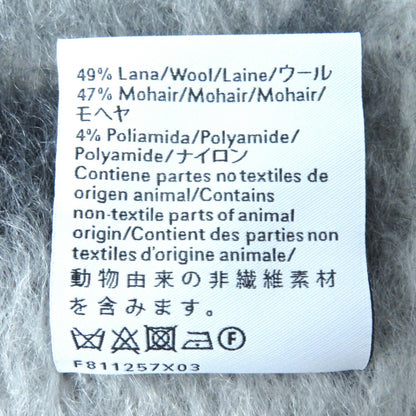 49% Lana/Wool/Laine/ウール
47% Mohair/Mohair/Mohair/
モヘヤ
4% Poliamida/Polyamide/
Polyamide/ナイロン
Contiene partes no textiles de
origen animal/Contains
non-textile parts of animal
origin/Contient des parties non
textiles d'origine animale/
動物由来の非繊維素材
を含みます。
F
F811257X03